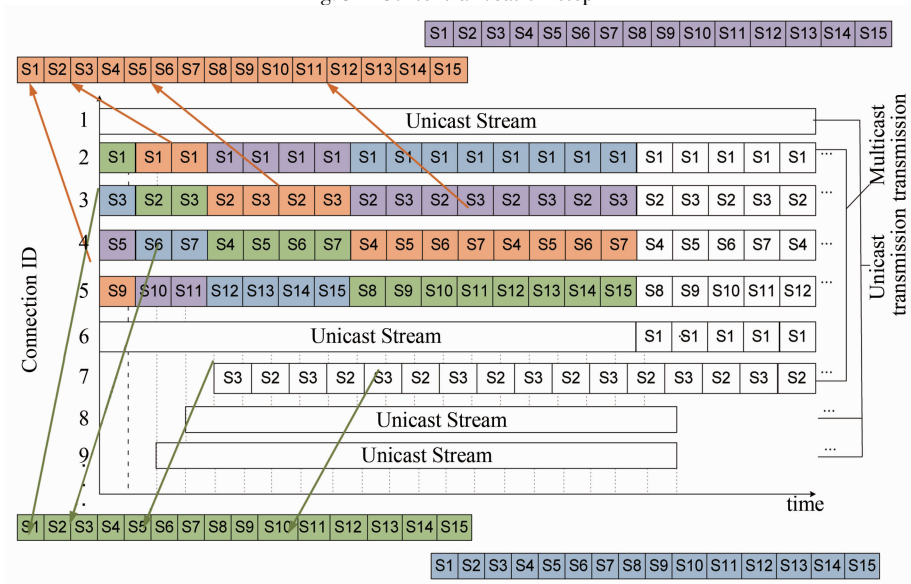 S1 S2 S3 S4 S5 S6 S7 S8 S9 S10 S11 S12 S13 S14 S15
S1 S2 S3 S4 S5 S6 S7 S8 S9 S10 S11 S12 S13 S14 S15
1 Unicast Stream
2 S1 S1 S1 S1 S1 S1 S1 S1 S1 S1 S1 S1 S1 S1 S1 S1 S1 S1 S1 S1 ...
3 S3 S2 S3 S2 S3 S2 S3 S2 S3 S2 S3 S2 S3 S2 S3 S2 S3 S2 S3 S2 ...
4 S5 S6 S7 S4 S5 S6 S7 S4 S5 S6 S7 S4 S5 S6 S7 S4 S5 S6 S7 S4 ...
5 S9 S10 S11 S12 S13 S14 S15 S8 S9 S10 S11 S12 S13 S14 S15 S8 S9 S10 S11 S12 ...
6 Unicast Stream S1 S1 S1 S1 S1
7 S3 S2 S3 S2 S3 S2 S3 S2 S3 S2 S3 S2 S3 S2 S3 S2 ...
8 Unicast Stream ...
9 Unicast Stream ...
Connection ID
Unicast transmission
Multicast transmission
time
S1 S2 S3 S4 S5 S6 S7 S8 S9 S10 S11 S12 S13 S14 S15
S1 S2 S3 S4 S5 S6 S7 S8 S9 S10 S11 S12 S13 S14 S15